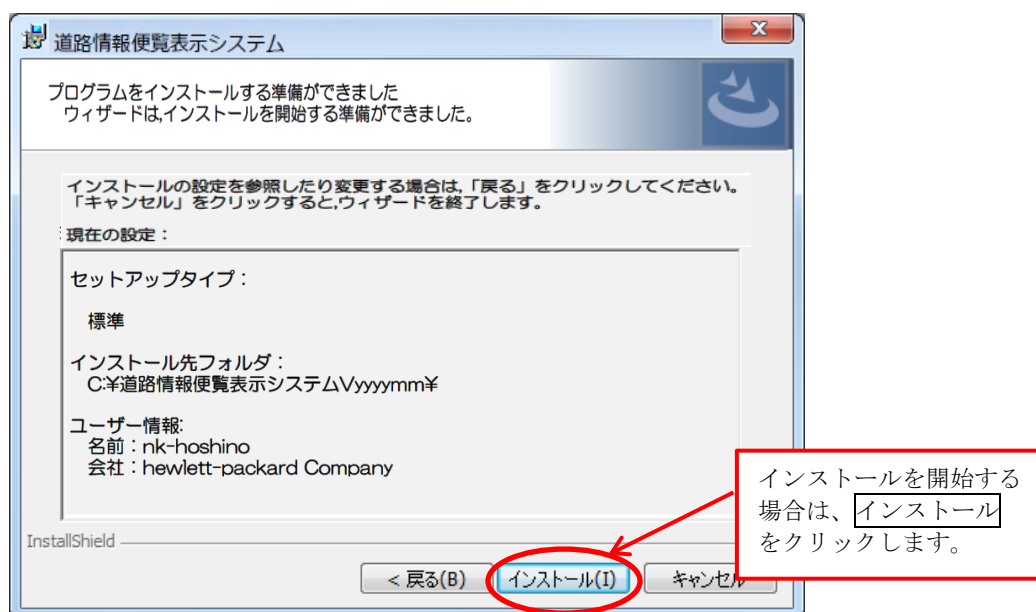 道路情報便覧表示システム
プログラムをインストールする準備ができました
ウィザードは,インストールを開始する準備ができました。
インストールの設定を参照したり変更する場合は,「戻る」をクリックしてください。
「キャンセル」をクリックすると,ウィザードを終了します。
現在の設定：
セットアップタイプ：
標準
インストール先フォルダ：
C:¥道路情報便覧表示システムVyyyymm¥
ユーザー情報:
名前：nk-hoshino
会社：hewlett-packard Company
インストールを開始する
場合は、インストール
をクリックします。
InstallShield
< 戻る(B)
インストール(I)
キャンセル